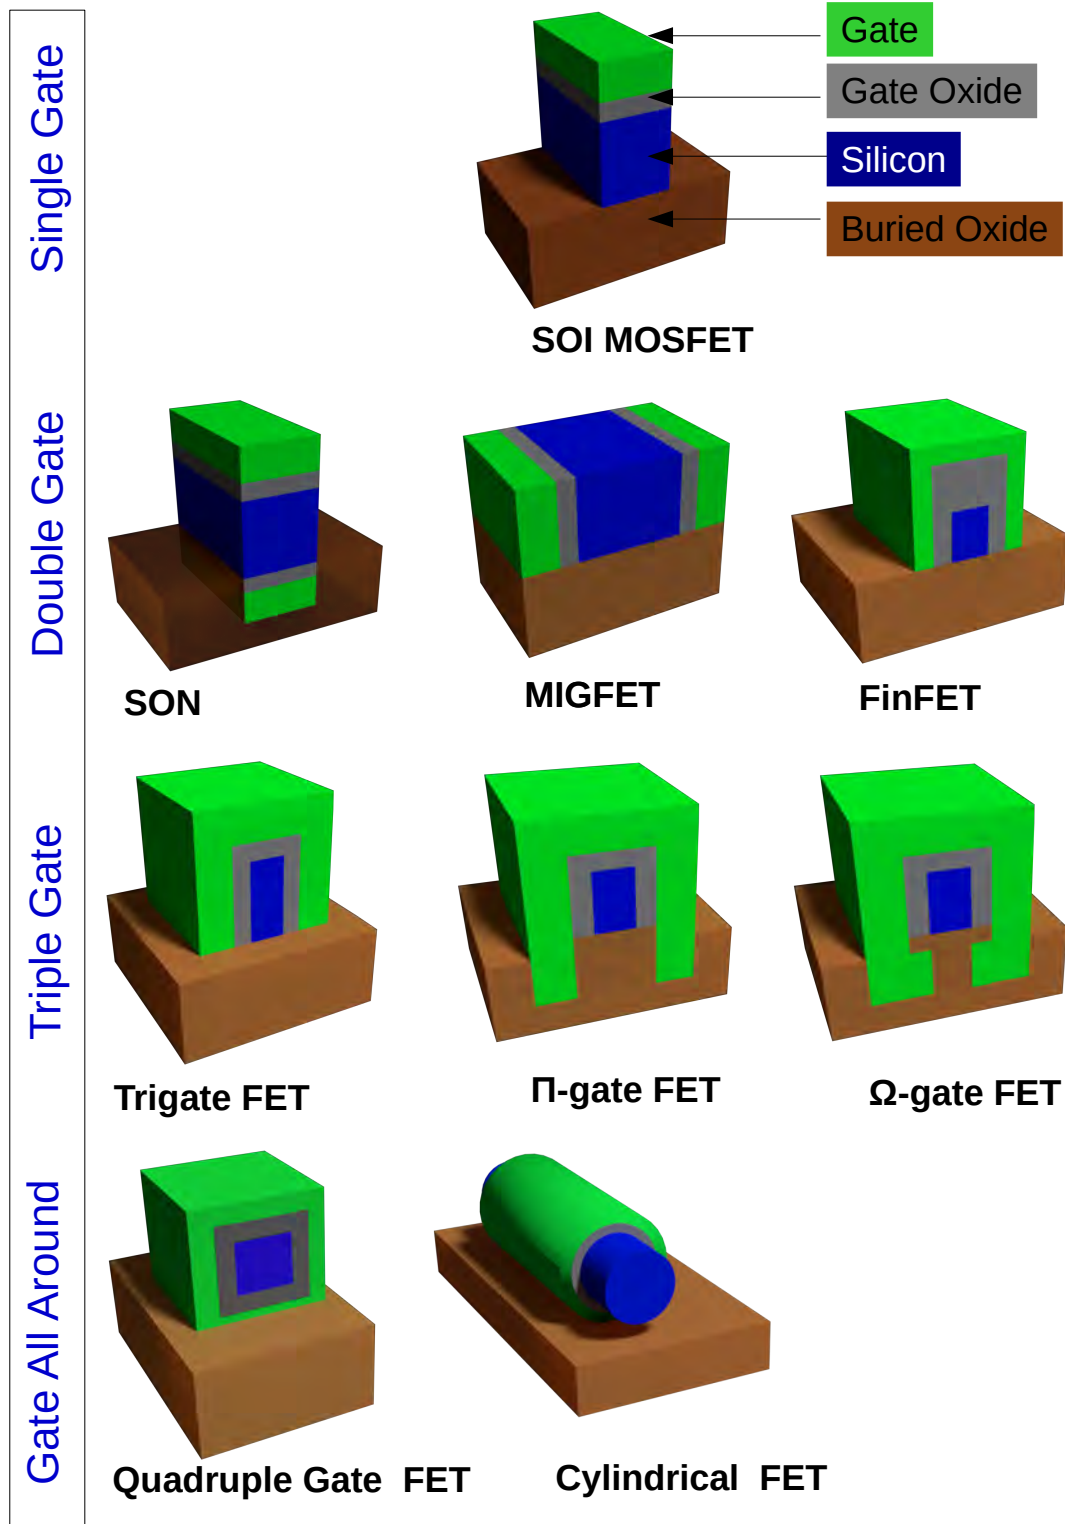 Single Gate
Gate
Gate Oxide
Silicon
Buried Oxide
SOI MOSFET
Double Gate
SON
MIGFET
FinFET
Triple Gate
Trigate FET
Π-gate FET
Ω-gate FET
Gate All Around
Quadruple Gate FET
Cylindrical FET